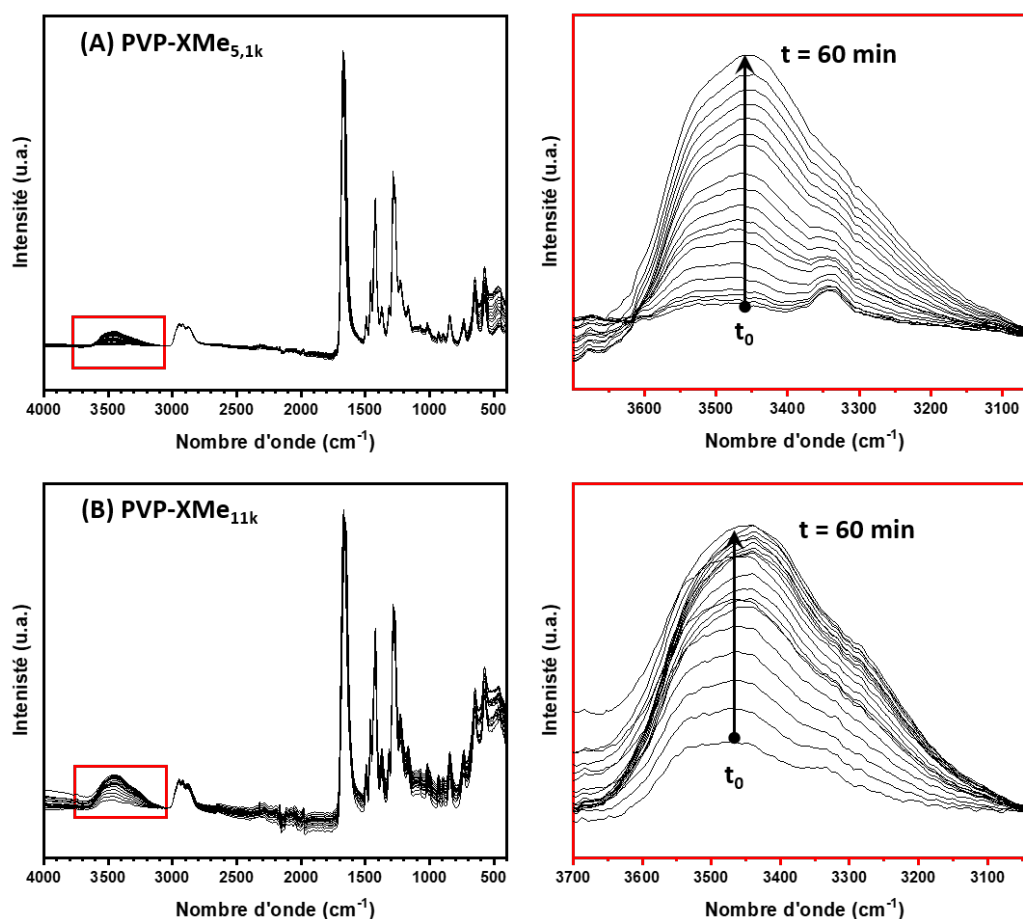 (A) PVP-XMe5,1k
Intensité (u.a.)
4000 3500 3000 2500 2000 1500 1000 500
Nombre d'onde (cm-1)
t = 60 min
t0
Intensité (u.a.)
3600 3500 3400 3300 3200 3100
Nombre d'onde (cm-1)
(B) PVP-XMe11k
Intenisté (u.a.)
4000 3500 3000 2500 2000 1500 1000 500
Nombre d'onde (cm-1)
t = 60 min
t0
Intenisté (u.a.)
3700 3600 3500 3400 3300 3200 3100
Nombre d'onde (cm-1)